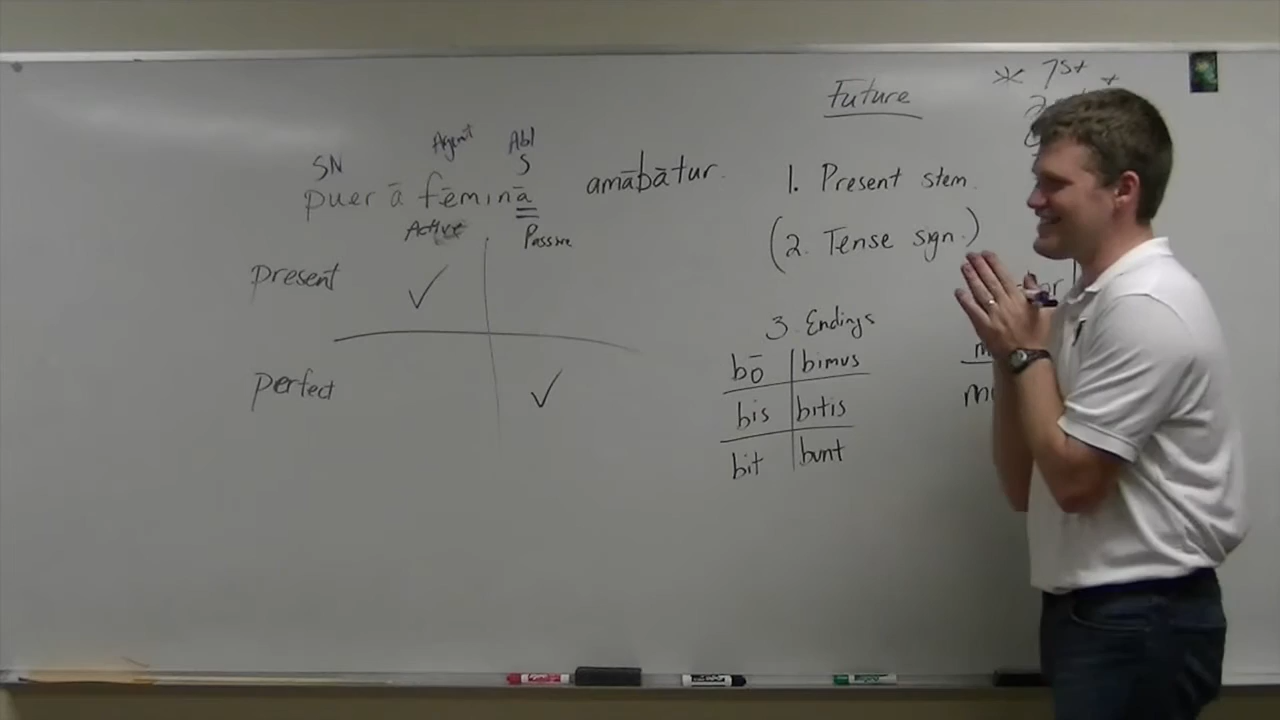 SN Agent Abl
S
puer ā fēminā amābātur.
Active Passive
present
perfect
Future
1. Present stem
(2. Tense sign.)
3. Endings
bō bimus
bis bitis
bit bunt
* 1st